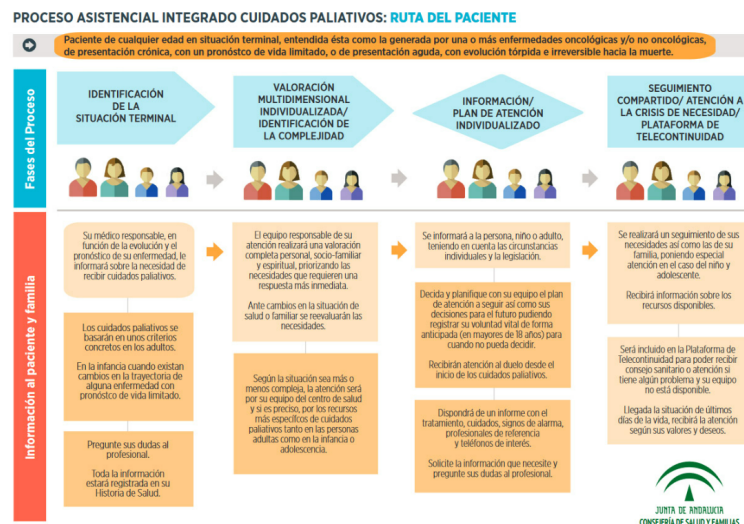 PROCESO ASISTENCIAL INTEGRADO CUIDADOS PALIATIVOS: RUTA DEL PACIENTE
Paciente de cualquier edad en situación terminal, entendida ésta como la generada por una o más enfermedades oncológicas y/o no oncológicas,
de presentación crónica, con un pronóstco de vida limitado, o de presentación aguda, con evolución tórpida e irreversible hacia la muerte.
Fases del Proceso
IDENTIFICACIÓN
DE LA
SITUACIÓN TERMINAL
VALORACIÓN
MULTIDIMENSIONAL
INDIVIDUALIZADA/
IDENTIFICACIÓN DE
LA COMPLEJIDAD
INFORMACIÓN/
PLAN DE ATENCIÓN
INDIVIDUALIZADO
SEGUIMIENTO
COMPARTIDO/ ATENCIÓN A
LA CRISIS DE NECESIDAD/
PLATAFORMA DE
TELECONTINUIDAD
Información al paciente y familia
Su médico responsable, en
función de la evolución y el
pronóstico de su enfermedad, le
informará sobre la necesidad de
recibir cuidados paliativos.
Los cuidados paliativos se
basarán en unos criterios
concretos en los adultos.
En la infancia cuando existan
cambios en la trayectoria de
alguna enfermedad con
pronóstco de vida limitado.
Pregunte sus dudas al
profesional.
Toda la información
estará registrada en su
Historia de Salud.
El equipo responsable de su
atención realizará una valoración
completa personal, socio-familiar
y espiritual, priorizando las
necesidades que requieren una
respuesta más inmediata.
Ante cambios en la situación de
salud o familiar se reevaluarán las
necesidades.
Según la situación sea más o
menos compleja, la atención será
por su equipo del centro de salud
y si es preciso, por los recursos
más específcos de cuidados
paliativos tanto en las personas
adultas como en la infancia o
adolescencia.
Se informará a la persona, niño o adulto,
teniendo en cuenta las circunstancias
individuales y la legislación.
Decida y planifique con su equipo el plan
de atención a seguir así como sus
decisiones para el futuro pudiendo
registrar su voluntad vital de forma
anticipada (en mayores de 18 años) para
cuando no pueda decidir.
Recibirán atención al duelo desde el
inicio de los cuidados paliativos.
Dispondrá de un informe con el
tratamiento, cuidados, signos de alarma,
profesionales de referencia
y teléfonos de interés.
Solicite la información que necesite y
pregunte sus dudas al profesional.
Se realizará un seguimiento de sus
necesidades así como las de su
familia, poniendo especial
atención en el caso del niño y
adolescente.
Recibirá información sobre los
recursos disponibles.
Será incluido en la Plataforma de
Telecontinuidad para poder recibir
consejo sanitario o atención si
tiene algún problema y su equipo
no está disponible.
Llegada la situación de últimos
días de la vida, recibirá la atención
según sus valores y deseos.
JUNTA DE ANDALUCIA
CONSEJERÍA DE SALUD Y FAMILIAS